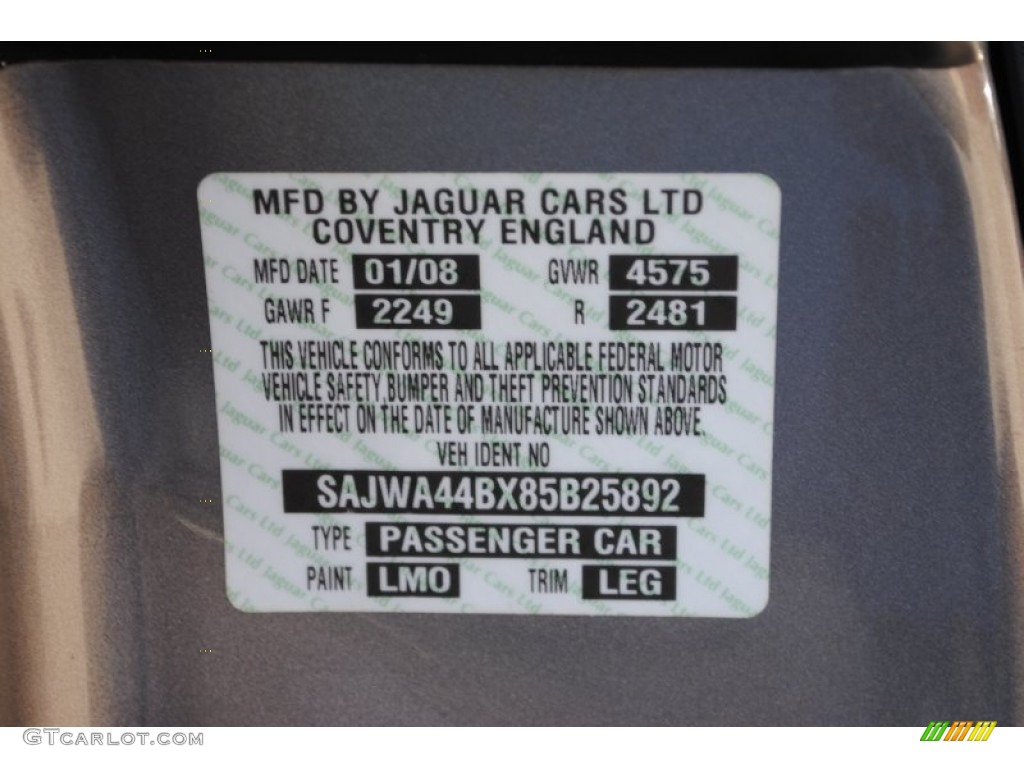 MFD BY JAGUAR CARS LTD
COVENTRY ENGLAND
MFD DATE 01/08 GVWR 4575
GAWR F 2249 R 2481
THIS VEHICLE CONFORMS TO ALL APPLICABLE FEDERAL MOTOR
VEHICLE SAFETY, BUMPER AND THEFT PREVENTION STANDARDS
IN EFFECT ON THE DATE OF MANUFACTURE SHOWN ABOVE.
VEH IDENT NO
SAJWA44BX85B25892
TYPE PASSENGER CAR
PAINT LMO TRIM LEG
GTCarlot.com